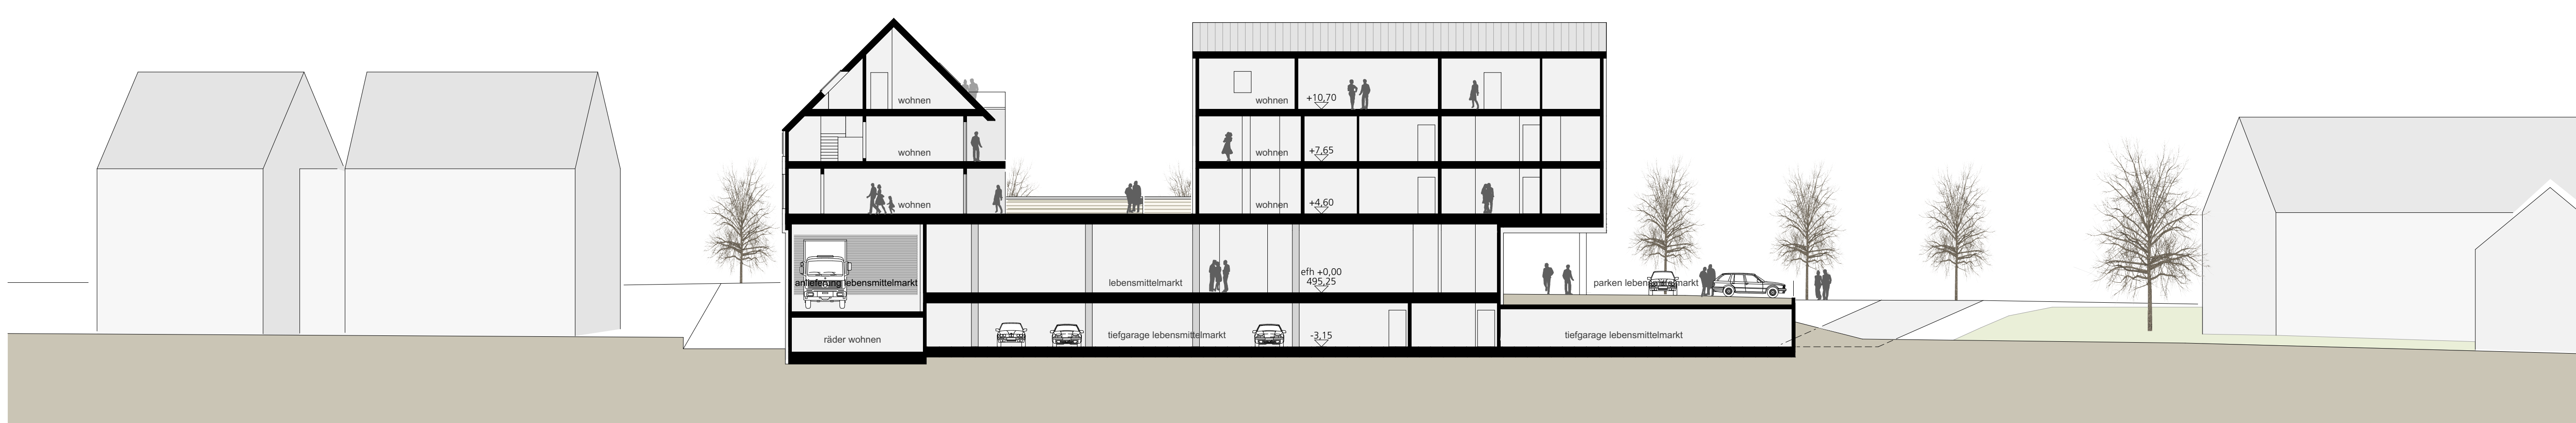 wohnen
wohnen +10,70
wohnen
wohnen +7,65
wohnen
wohnen +4,60
efh +0,00
495,25
anlieferung lebensmittelmarkt
lebensmittelmarkt
parken lebensmittelmarkt
räder wohnen
tiefgarage lebensmittelmarkt
-3,15
tiefgarage lebensmittelmarkt